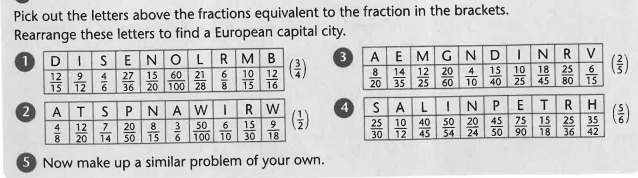 Pick out the letters above the fractions equivalent to the fraction in the brackets.
Rearrange these letters to find a European capital city.
1 D I S E N O L R M B
12/15 9/12 4/6 27/36 15/20 60/100 21/28 6/8 10/15 12/16 (3/4)
2 A T S P N A W I R W
4/8 12/20 7/14 20/50 8/15 3/6 50/100 6/10 15/30 9/18 (1/2)
3 A E M G N D I N R V
8/20 14/35 12/25 20/60 4/10 15/40 10/25 18/45 25/80 6/15 (2/5)
4 S A L I N P E T R H
25/30 10/12 40/45 50/54 20/24 45/50 75/90 15/18 25/36 35/42 (5/6)
5 Now make up a similar problem of your own.